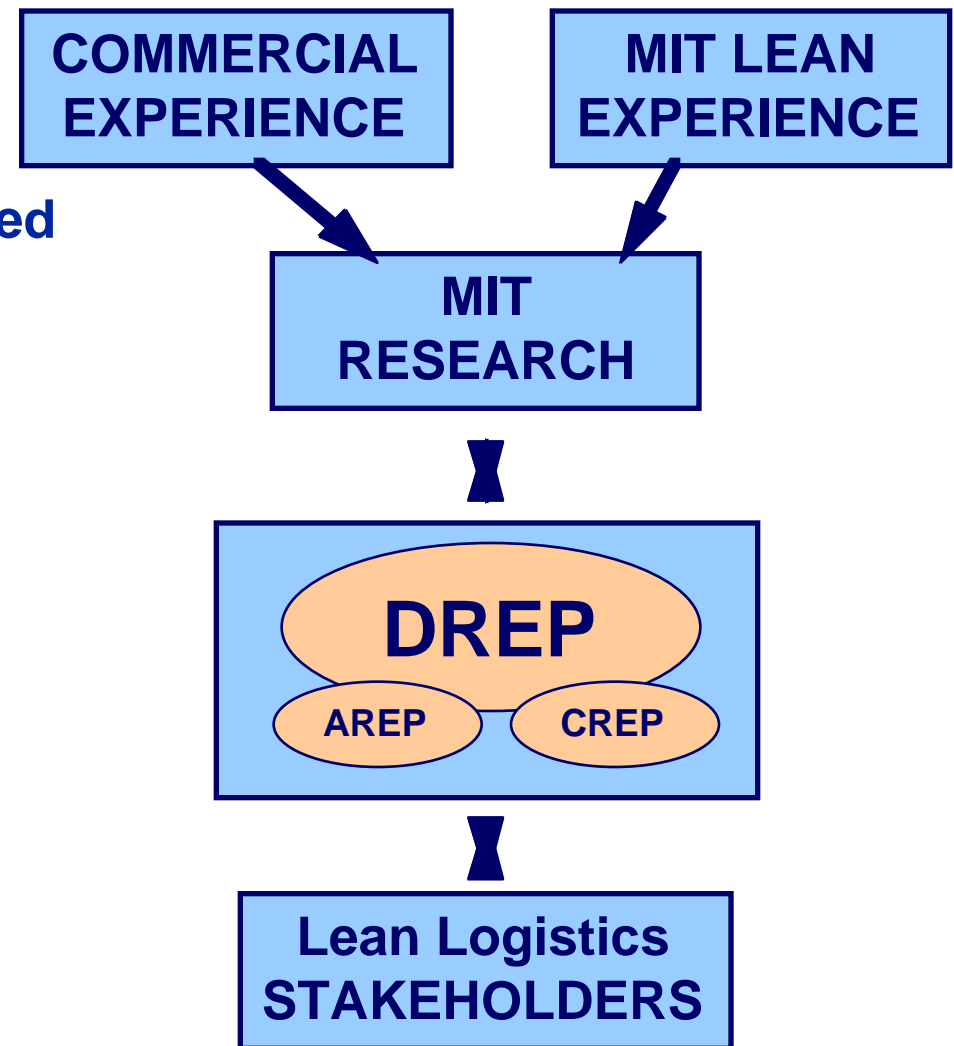 COMMERCIAL
EXPERIENCE
MIT LEAN
EXPERIENCE
ed
MIT
RESEARCH
DREP
AREP
CREP
Lean Logistics
STAKEHOLDERS